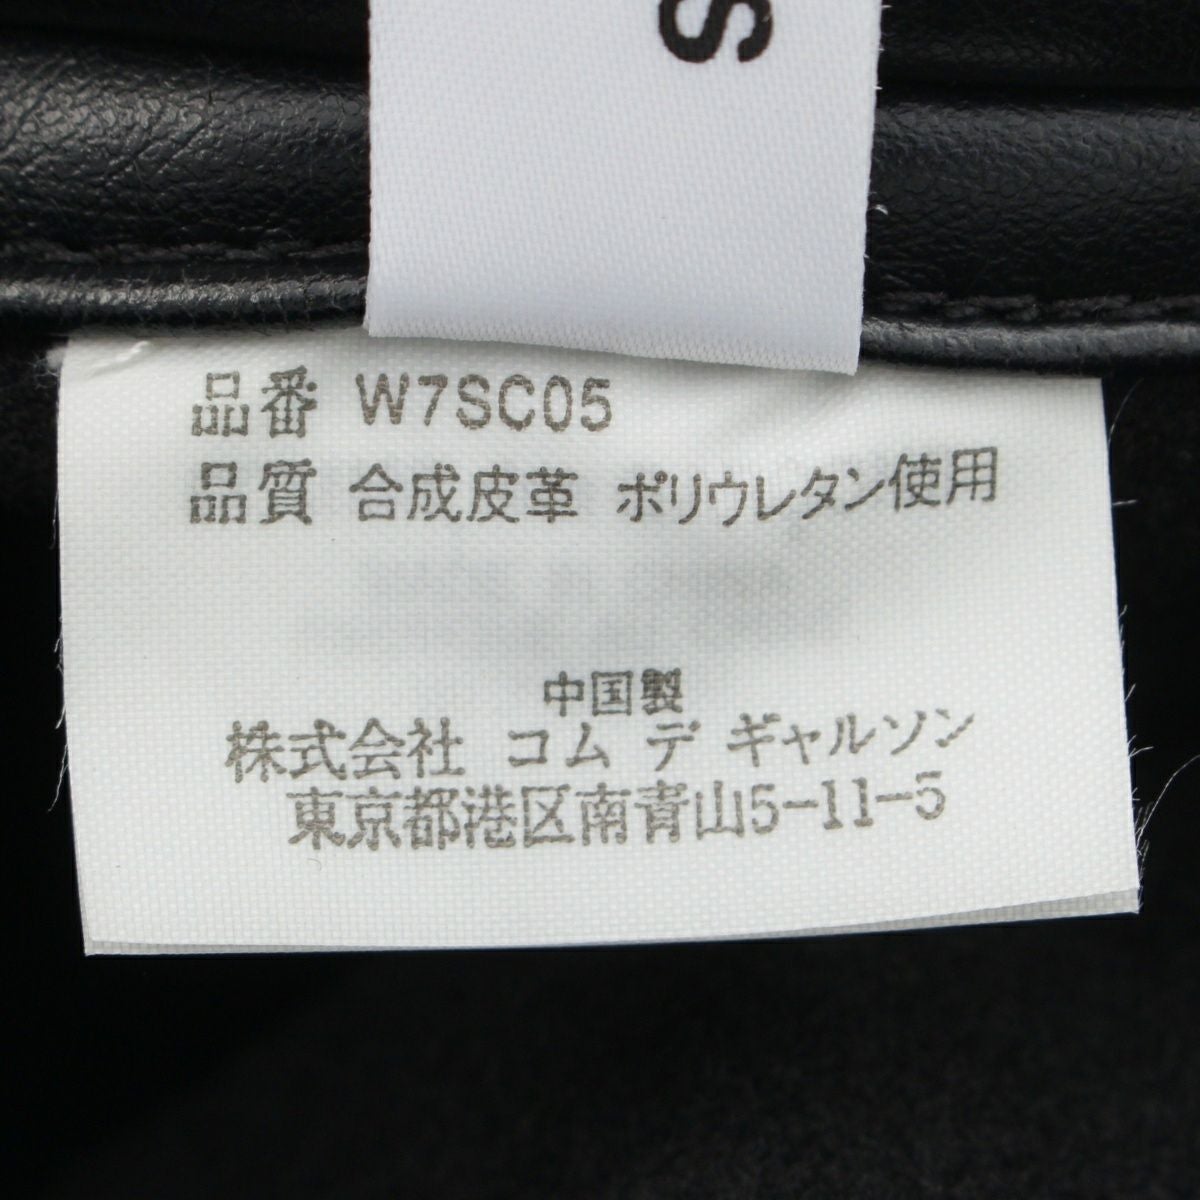 S
品番 W7SC05
品質 合成皮革 ポリウレタン使用
中国製
株式会社 コム デ ギャルソン
東京都港区南青山5-11-5